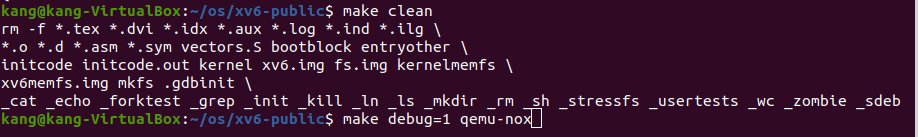 kang@kang-VirtualBox:~/os/xv6-public$ make clean
rm -f *.tex *.dvi *.idx *.aux *.log *.ind *.ilg \
*.o *.d *.asm *.sym vectors.S bootblock entryother \
initcode initcode.out kernel xv6.img fs.img kernelmemfs \
xv6memfs.img mkfs .gdbinit \
_cat _echo _forktest _grep _init _kill _ln _ls _mkdir _rm _sh _stressfs _usertests _wc _zombie _sdeb
kang@kang-VirtualBox:~/os/xv6-public$ make debug=1 qemu-nox